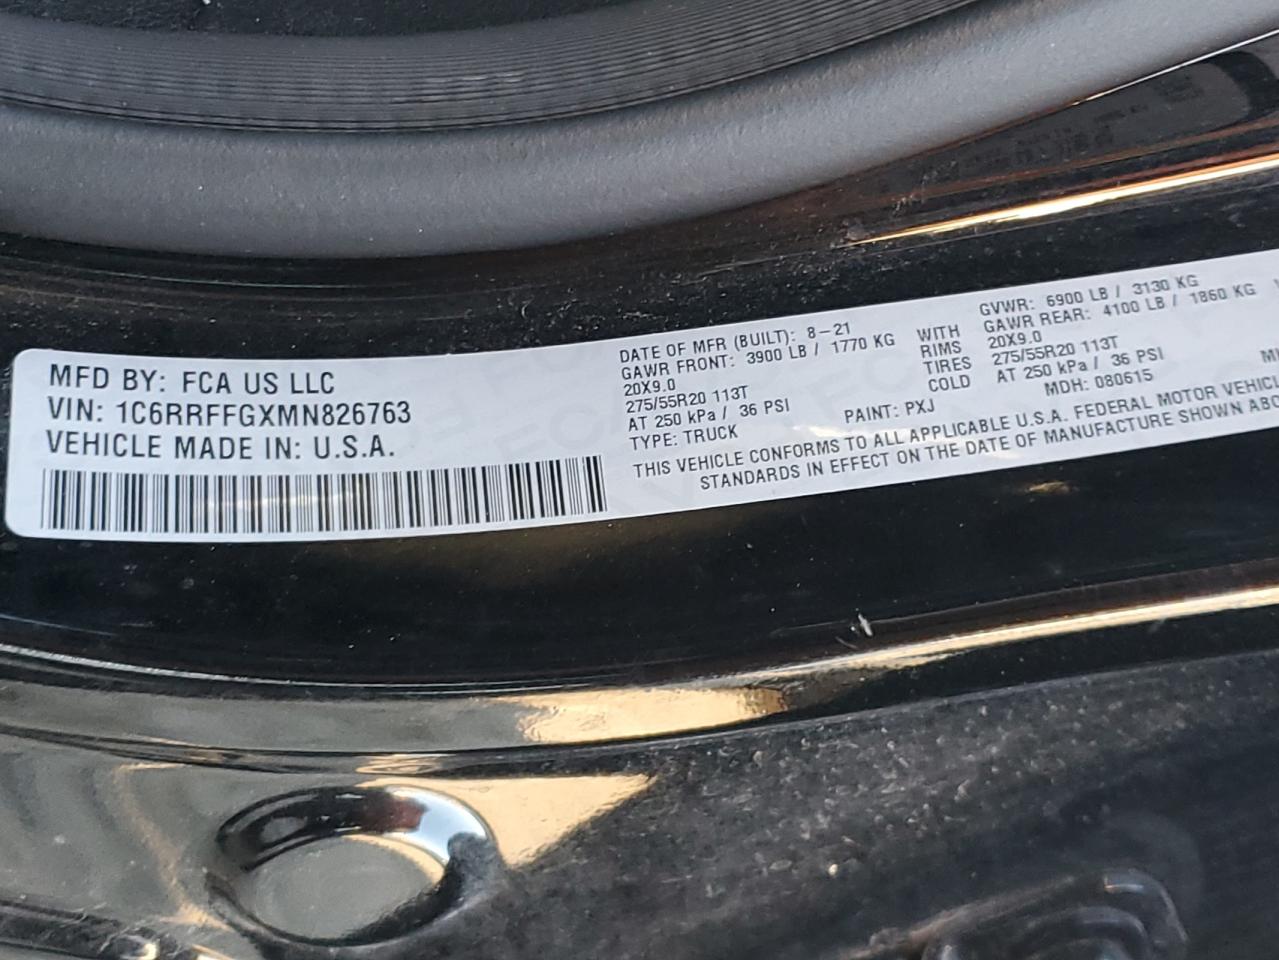 MFD BY: FCA US LLC
VIN: 1C6RRFFGXMN826763
VEHICLE MADE IN: U.S.A.
DATE OF MFR (BUILT): 8-21
GVWR: 6900 LB / 3130 KG
GAWR FRONT: 3900 LB / 1770 KG WITH GAWR REAR: 4100 LB / 1860 KG
20X9.0 RIMS 20X9.0
275/55R20 113T TIRES 275/55R20 113T
AT 250 kPa / 36 PSI COLD AT 250 kPa / 36 PSI
TYPE: TRUCK PAINT: PXJ MDH: 080615
THIS VEHICLE CONFORMS TO ALL APPLICABLE U.S.A. FEDERAL MOTOR
STANDARDS IN EFFECT ON THE DATE OF MANUFACTURE SHOWN